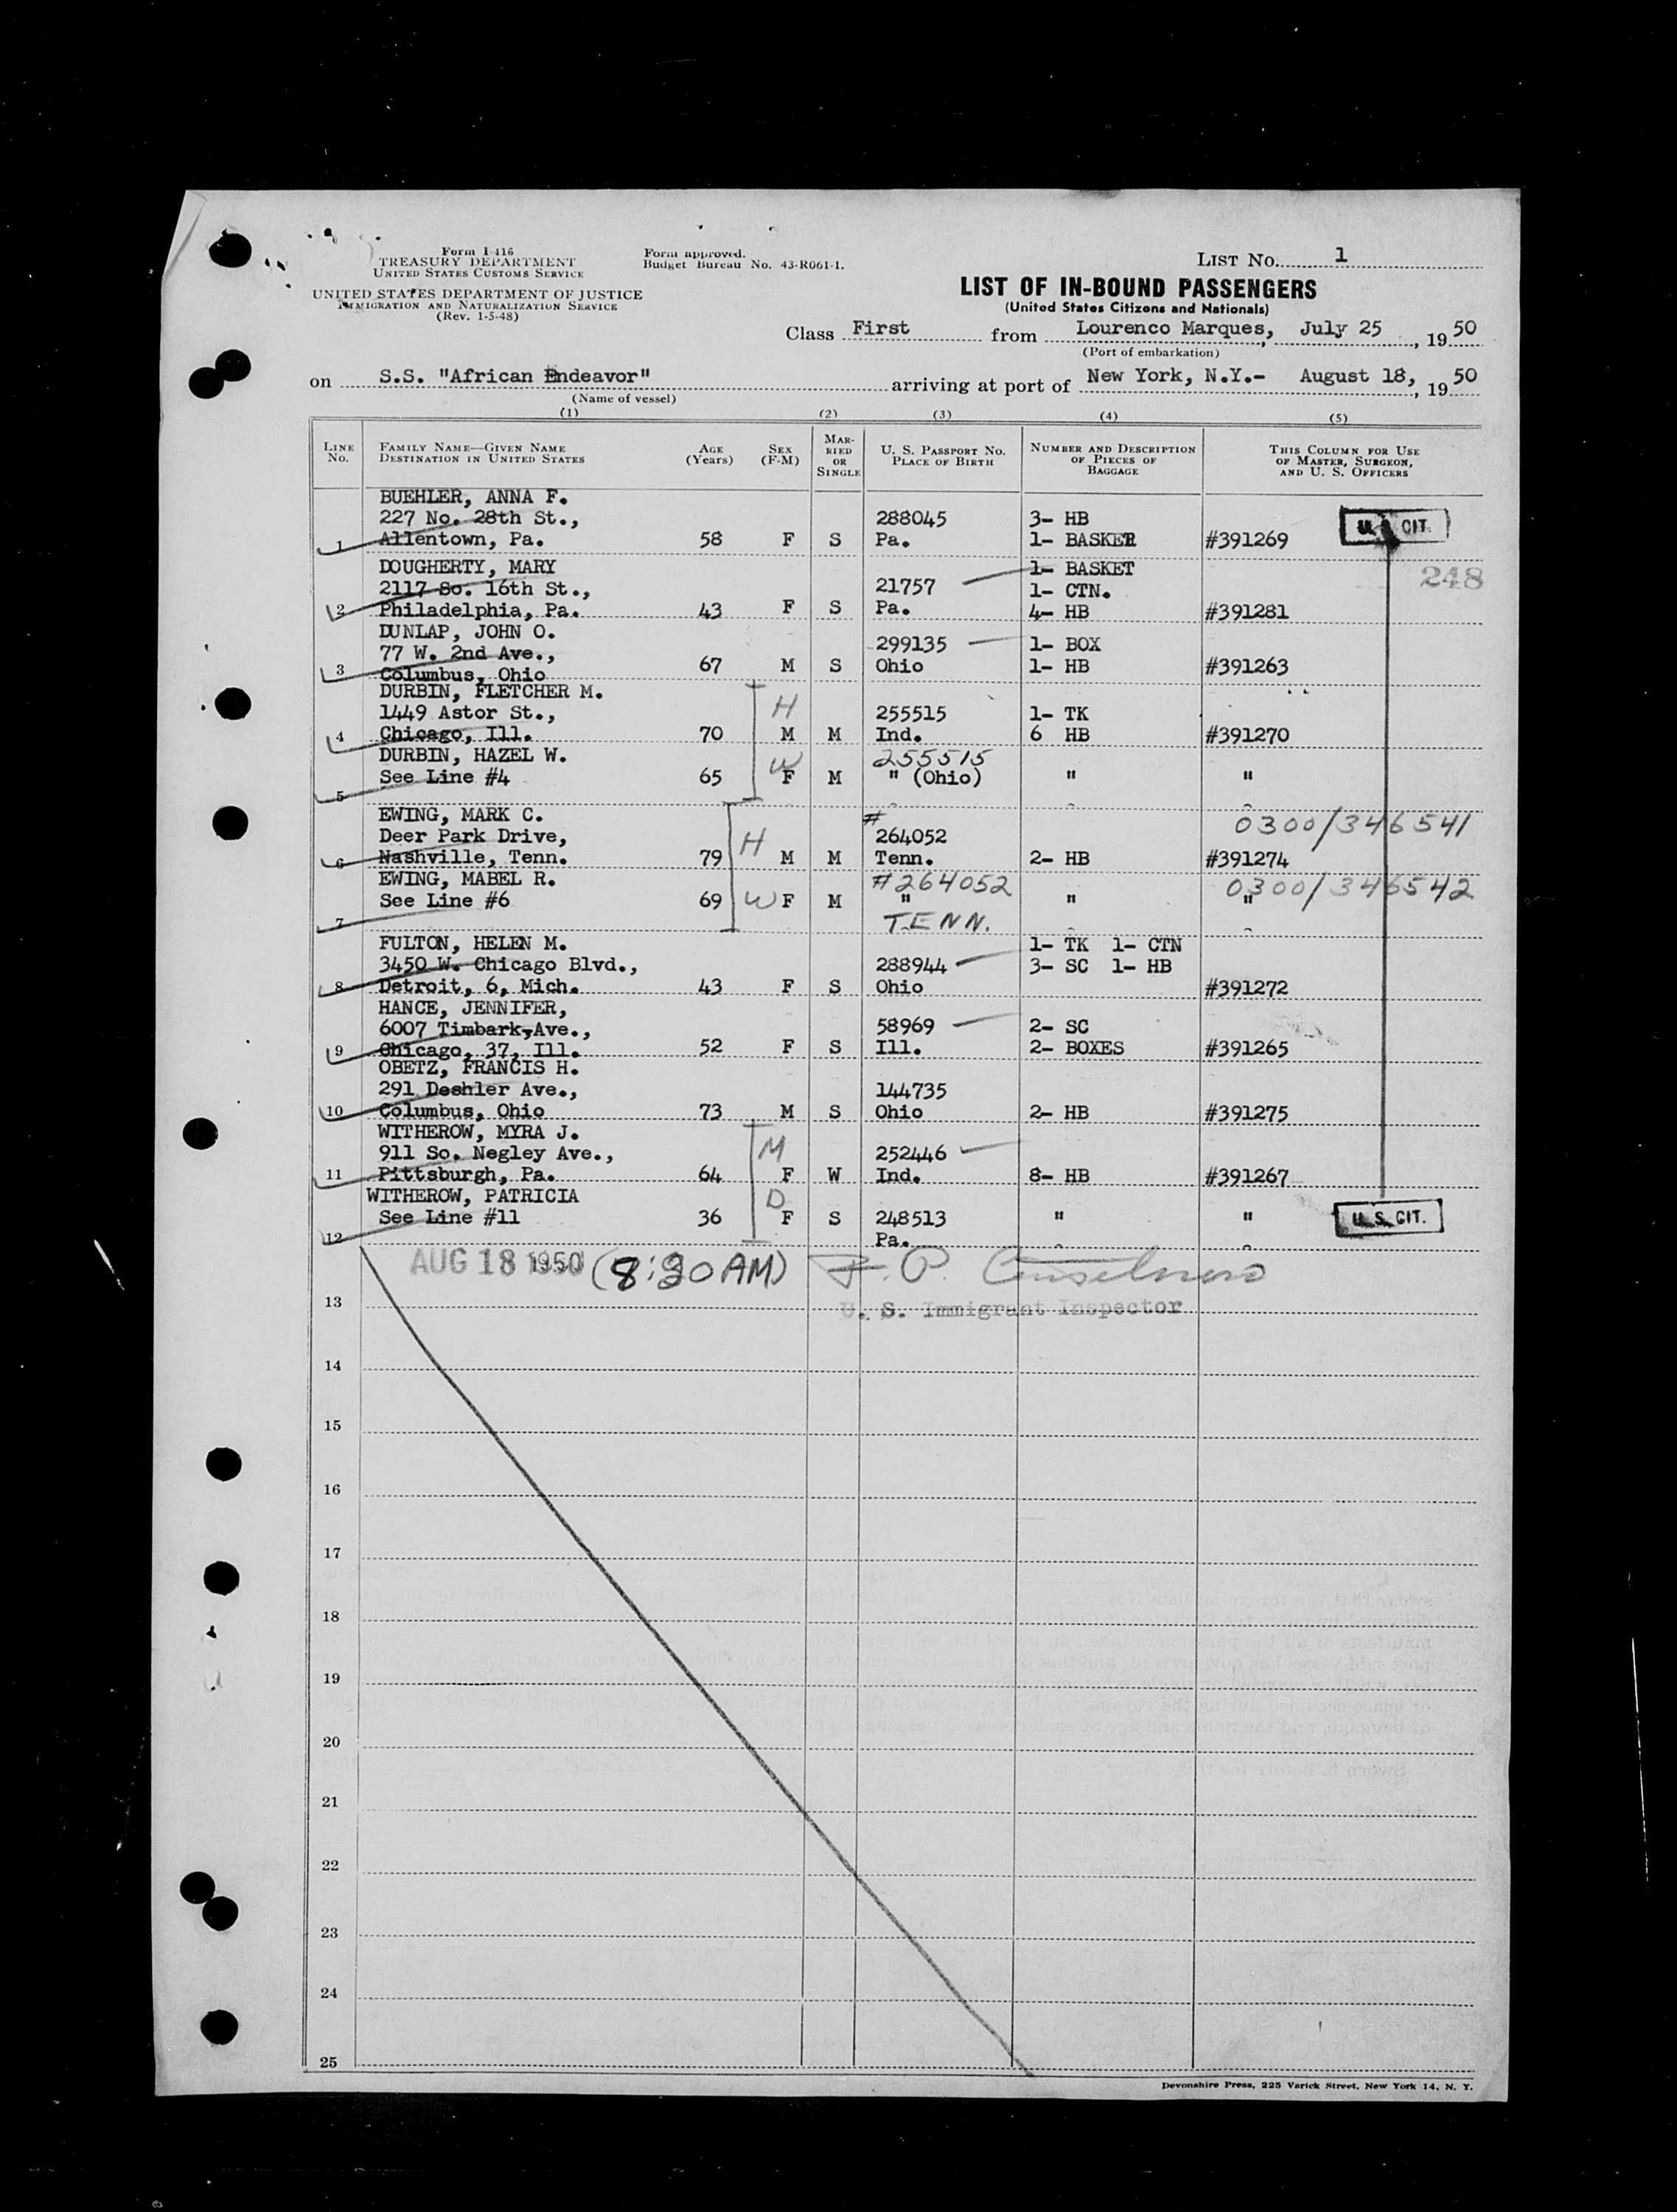 Form I-416
TREASURY DEPARTMENT
UNITED STATES CUSTOMS SERVICE
UNITED STATES DEPARTMENT OF JUSTICE
IMMIGRATION AND NATURALIZATION SERVICE
(Rev. 1-5-48)
Form approved.
Budget Bureau No. 43-R061-1.
LIST NO. 1
LIST OF IN-BOUND PASSENGERS
(United States Citizens and Nationals)
Class First from Lourenco Marques, July 25, 1950
(Port of embarkation)
on S.S. "African Endeavor" arriving at port of New York, N.Y.- August 18, 1950
(Name of vessel)
(1) (2) (3) (4) (5)
LINE NO. FAMILY NAME—GIVEN NAME DESTINATION IN UNITED STATES AGE (Years) SEX (F-M) MARRIED OR SINGLE U. S. PASSPORT NO. PLACE OF BIRTH NUMBER AND DESCRIPTION OF PIECES OF BAGGAGE THIS COLUMN FOR USE OF MASTER, SURGEON, AND U. S. OFFICERS
BUEHLER, ANNA F.
227 No. 28th St., 288045 3- HB U.S. CIT.
1 Allentown, Pa. 58 F S Pa. 1- BASKET #391269
DOUGHERTY, MARY 1- BASKET 248
2117 So. 16th St., 21757 1- CTN.
2 Philadelphia, Pa. 43 F S Pa. 4- HB #391281
DUNLAP, JOHN O.
77 W. 2nd Ave., 299135 1- BOX
3 Columbus, Ohio 67 M S Ohio 1- HB #391263
DURBIN, FLETCHER M.
1449 Astor St., H 255515 1- TK
4 Chicago, Ill. 70 M M Ind. 6 HB #391270
DURBIN, HAZEL W. W 255515
See Line #4 65 F M " (Ohio) " "
5
EWING, MARK C. # 0300/346541
Deer Park Drive, H 264052
6 Nashville, Tenn. 79 M M Tenn. 2- HB #391274
EWING, MABEL R. #264052 0300/346542
See Line #6 69 W F M " " "
7 TENN.
FULTON, HELEN M. 1- TK 1- CTN
3450 W. Chicago Blvd., 288944 3- SC 1- HB
8 Detroit, 6, Mich. 43 F S Ohio #391272
HANCE, JENNIFER,
6007 Timbark,Ave., 58969 2- SC
9 Chicago, 37, Ill. 52 F S Ill. 2- BOXES #391265
OBETZ, FRANCIS H.
291 Deshler Ave., 144735
10 Columbus, Ohio 73 M S Ohio 2- HB #391275
WITHEROW, MYRA J. M
911 So. Negley Ave., 252446
11 Pittsburgh, Pa. 64 F W Ind. 8- HB #391267
WITHEROW, PATRICIA D
See Line #11 36 F S 248513 " " U.S. CIT.
12 Pa.
AUG 18 1950 (8:30 AM) F. P.
13 U. S. Immigrant Inspector
14
15
16
17
18
19
20
21
22
23
24
25
Devonshire Press, 225 Varick Street, New York 14, N. Y.